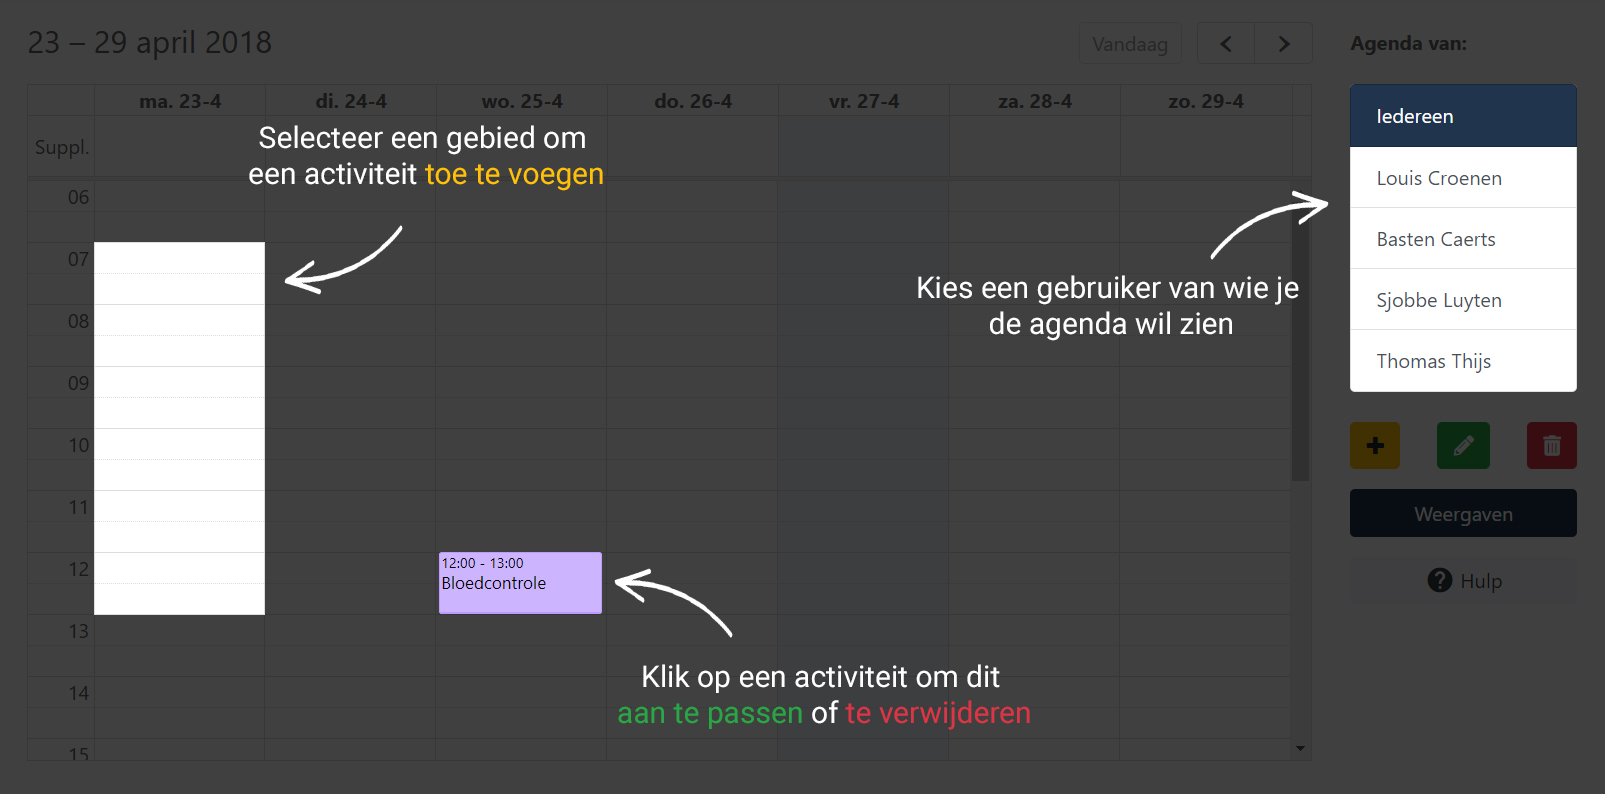 23 – 29 april 2018
Vandaag
Agenda van:
ma. 23-4
di. 24-4
wo. 25-4
do. 26-4
vr. 27-4
za. 28-4
zo. 29-4
Suppl.
Selecteer een gebied om
een activiteit toe te voegen
06
07
08
09
10
11
12
13
14
15
12:00 - 13:00
Bloedcontrole
Klik op een activiteit om dit
aan te passen of te verwijderen
Kies een gebruiker van wie je
de agenda wil zien
Iedereen
Louis Croenen
Basten Caerts
Sjobbe Luyten
Thomas Thijs
Weergaven
Hulp